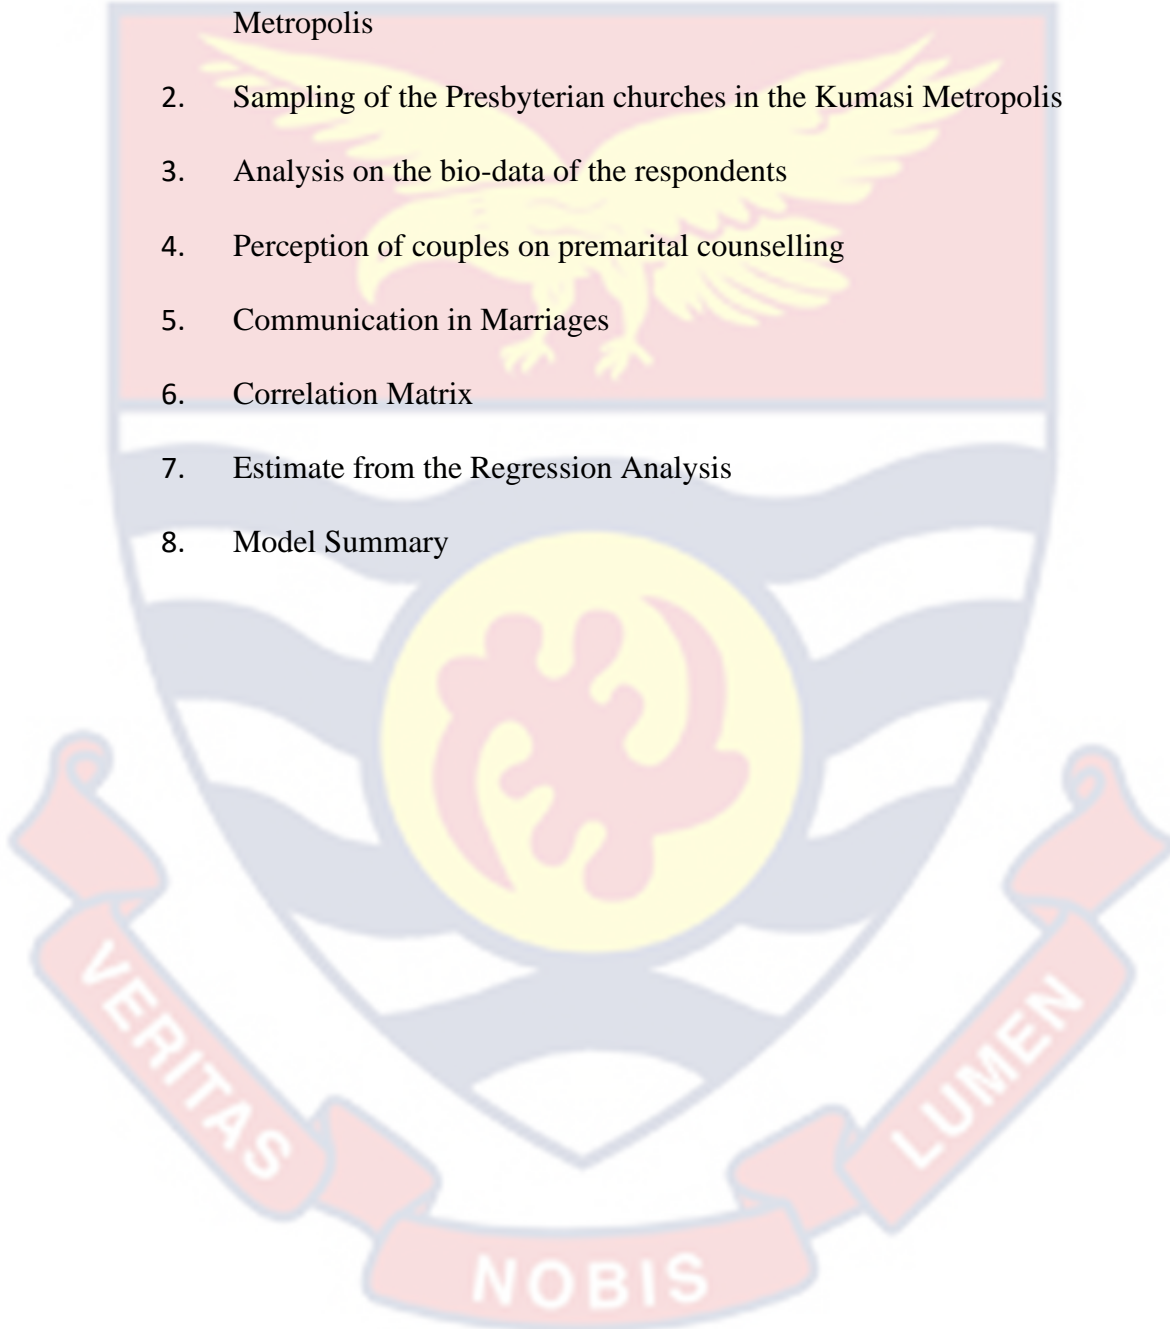 Metropolis
2. Sampling of the Presbyterian churches in the Kumasi Metropolis
3. Analysis on the bio-data of the respondents
4. Perception of couples on premarital counselling
5. Communication in Marriages
6. Correlation Matrix
7. Estimate from the Regression Analysis
8. Model Summary
VERITAS
NOBIS
LUMEN